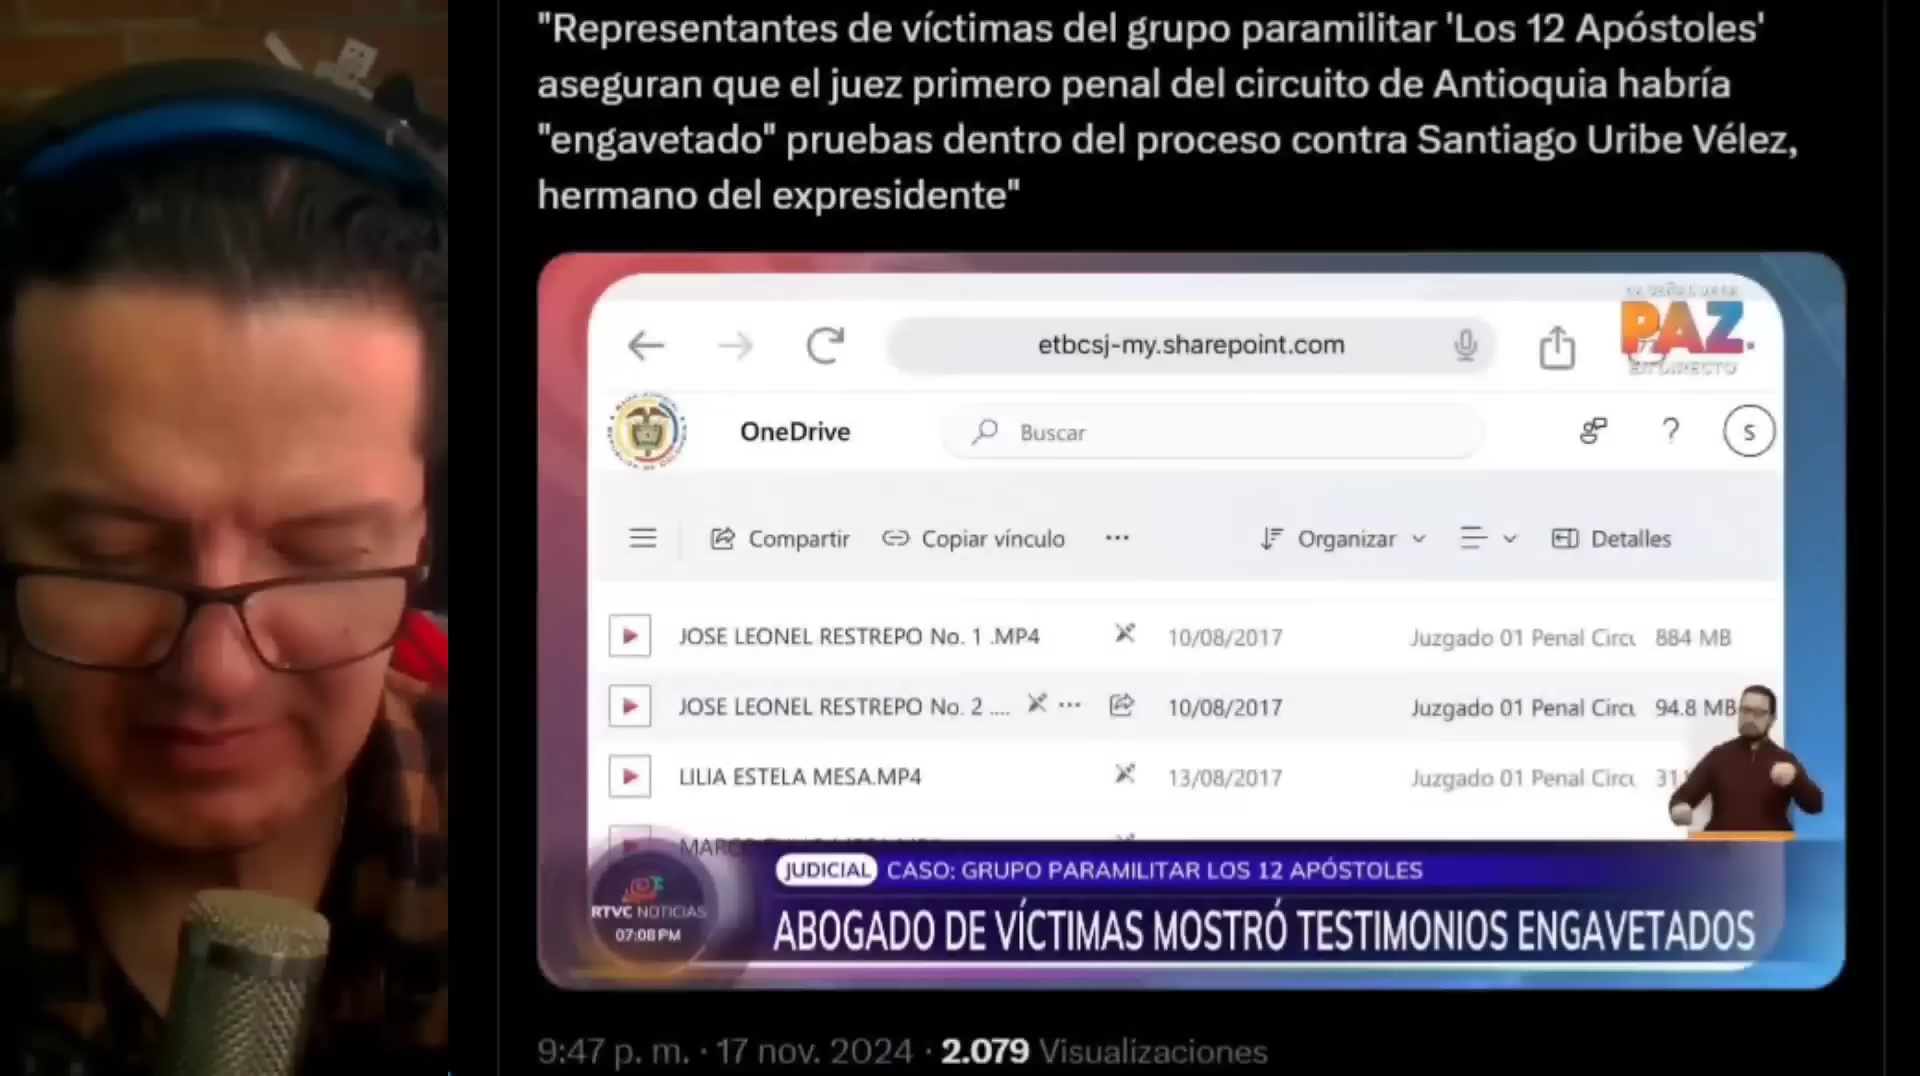 "Representantes de víctimas del grupo paramilitar 'Los 12 Apóstoles'
aseguran que el juez primero penal del circuito de Antioquia habría
"engavetado" pruebas dentro del proceso contra Santiago Uribe Vélez,
hermano del expresidente"
etbcsj-my.sharepoint.com
PAZ.
EN DIRECTO
OneDrive
Buscar
?
S
Compartir
Copiar vínculo
...
Organizar
Detalles
JOSE LEONEL RESTREPO No. 1 .MP4 10/08/2017 Juzgado 01 Penal Circu 884 MB
JOSE LEONEL RESTREPO No. 2 .... ... 10/08/2017 Juzgado 01 Penal Circu 94.8 MB
LILIA ESTELA MESA.MP4 13/08/2017 Juzgado 01 Penal Circu 311
JUDICIAL CASO: GRUPO PARAMILITAR LOS 12 APÓSTOLES
ABOGADO DE VÍCTIMAS MOSTRÓ TESTIMONIOS ENGAVETADOS
RTVC NOTICIAS
07:08 PM
9:47 p. m. · 17 nov. 2024 · 2.079 Visualizaciones